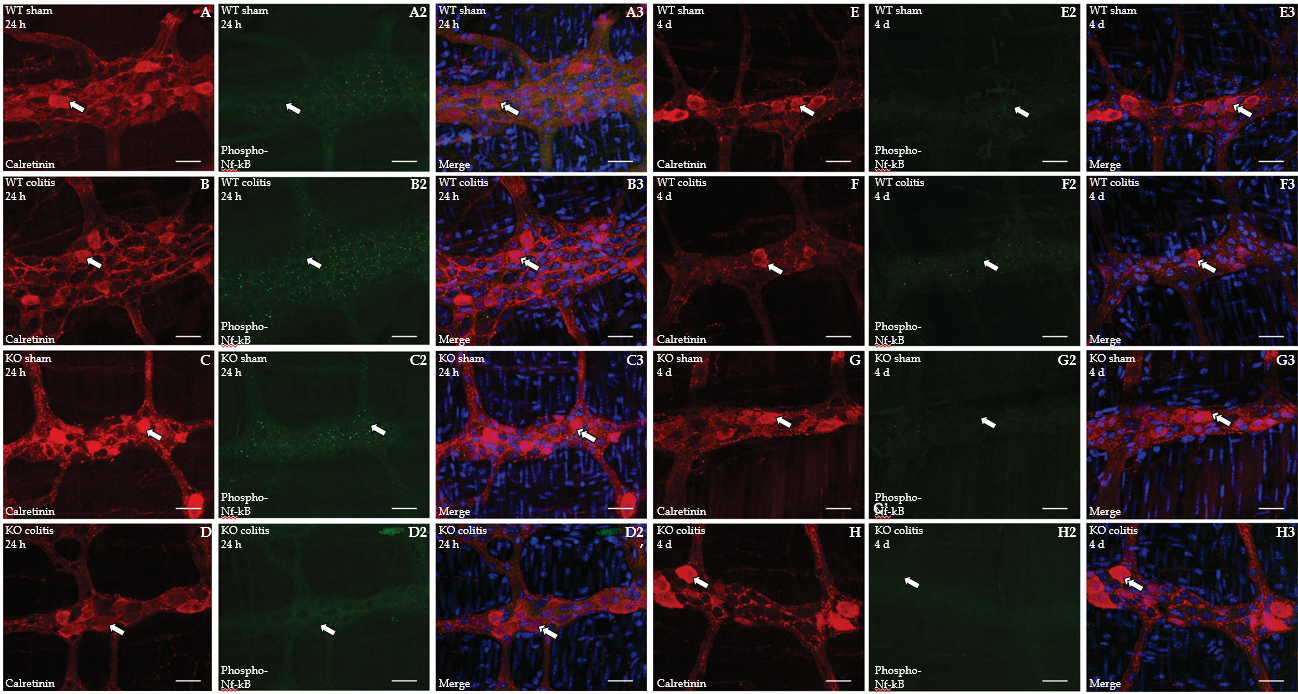 WT sham A
24 h
Calretinin
WT sham A2
24 h
Phospho-
Nf-kB
WT sham A3
24 h
Merge
WT sham E
4 d
Calretinin
WT sham E2
4 d
Phospho-
Nf-kB
WT sham E3
4 d
Merge
WT colitis B
24 h
Calretinin
WT colitis B2
24 h
Phospho-
Nf-kB
WT colitis B3
24 h
Merge
WT colitis F
4 d
Calretinin
WT colitis F2
4 d
Phospho-
Nf-kB
WT colitis F3
4 d
Merge
KO sham C
24 h
Calretinin
KO sham C2
24 h
Phospho-
Nf-kB
KO sham C3
24 h
Merge
KO sham G
4 d
Calretinin
KO sham G2
4 d
Phospho-
Nf-kB
KO sham G3
4 d
Merge
KO colitis D
24 h
Calretinin
KO colitis D2
24 h
Phospho-
Nf-kB
KO colitis D2
24 h ,
Merge
KO colitis H
4 d
Calretinin
KO colitis H2
4 d
Phospho-
Nf-kB
KO colitis H3
4 d
Merge